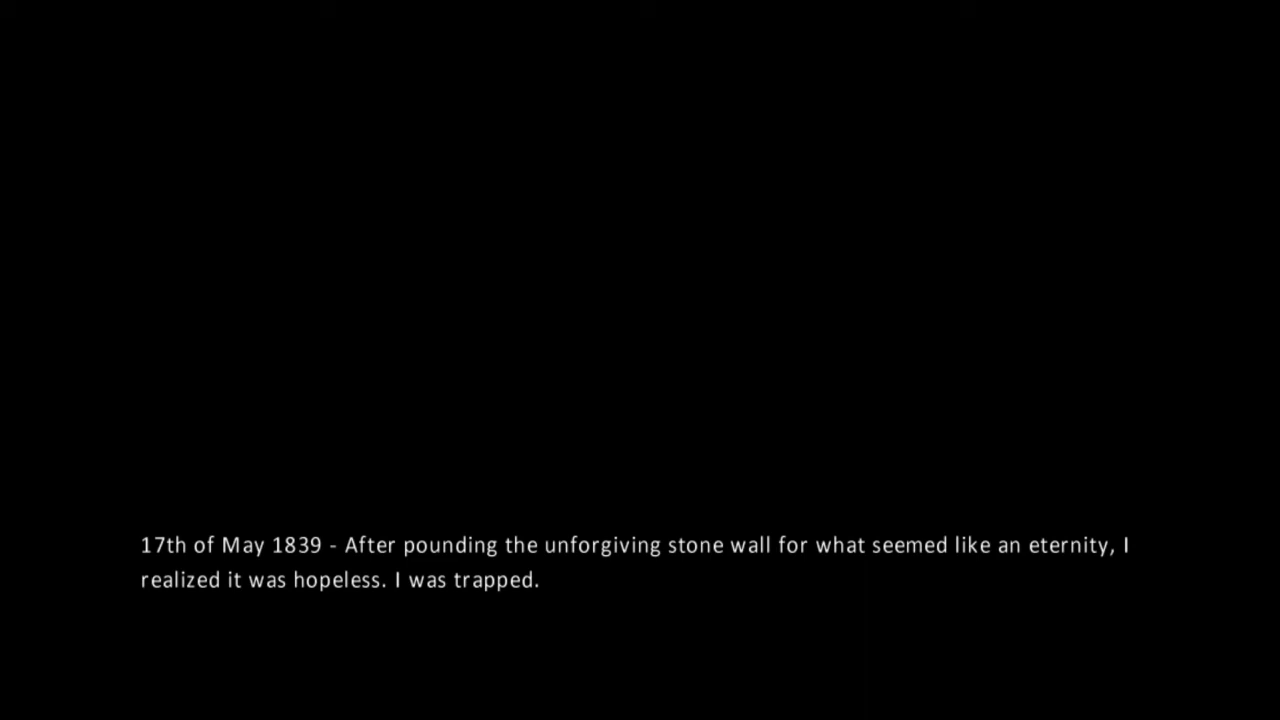 17th of May 1839 - After pounding the unforgiving stone wall for what seemed like an eternity, I
realized it was hopeless. I was trapped.